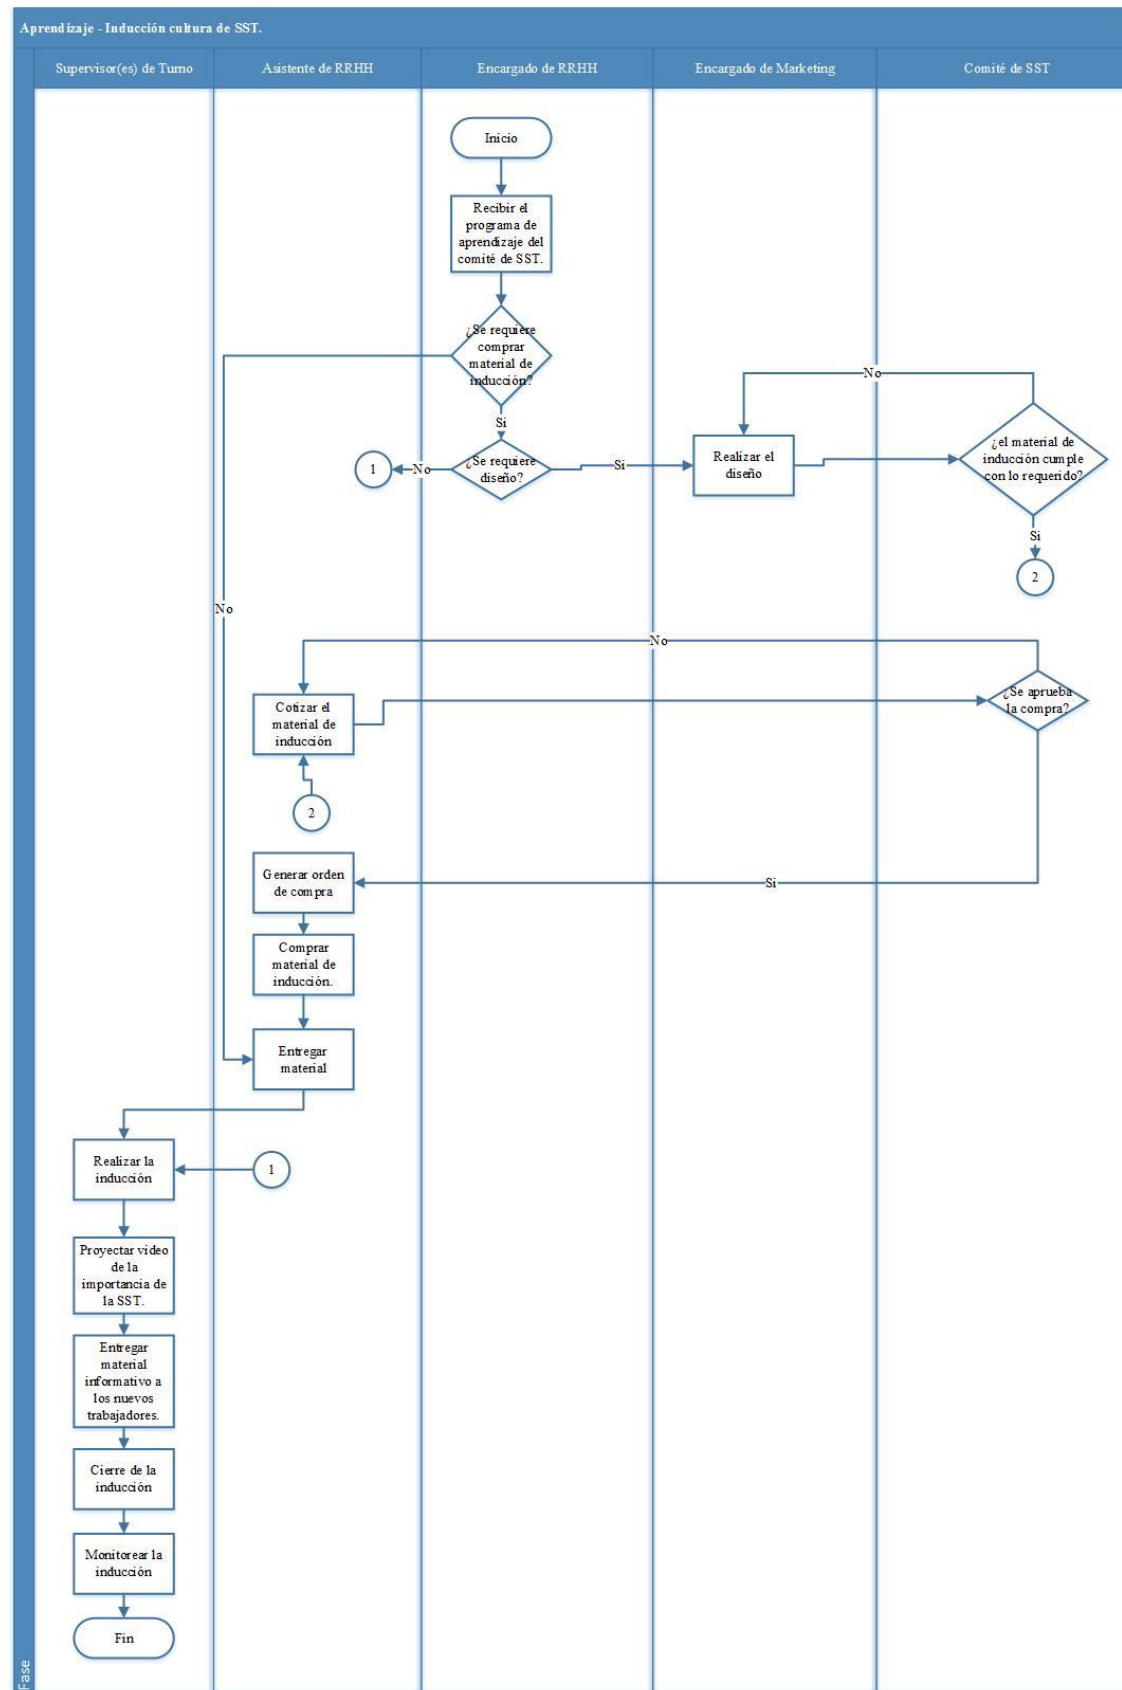 Aprendizaje - Inducción cultura de SST.
Supervisor(es) de Turno
Asistente de RRHH
Encargado de RRHH
Encargado de Marketing
Comité de SST
Inicio
Recibir el
programa de
aprendizaje del
comité de SST.
¿Se requiere
comprar
material de
inducción?
Si
No
¿Se requiere
diseño?
No
1
Si
Realizar el
diseño
No
¿el material de
inducción cumple
con lo requerido?
Si
2
No
Cotizar el
material de
inducción
¿Se aprueba
la compra?
2
Generar orden
de compra
Si
Comprar
material de
inducción.
Entregar
material
Realizar la
inducción
1
Proyectar video
de la
importancia de
la SST.
Entregar
material
informativo a
los nuevos
trabajadores.
Cierre de la
inducción
Monitorear la
inducción
Fin
Fase